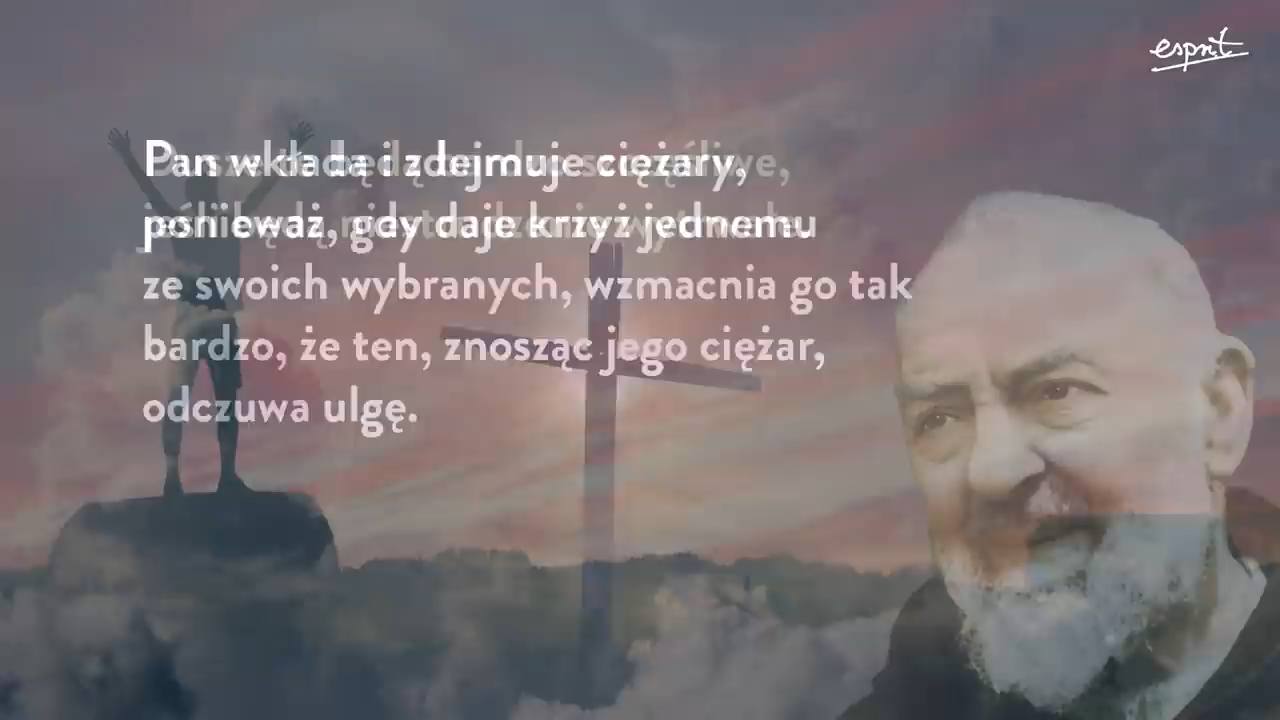 esprit
Pan wkłada i zdejmuje ciężary,
ponieważ, gdy daje krzyż jednemu
ze swoich wybranych, wzmacnia go tak
bardzo, że ten, znosząc jego ciężar,
odczuwa ulgę.